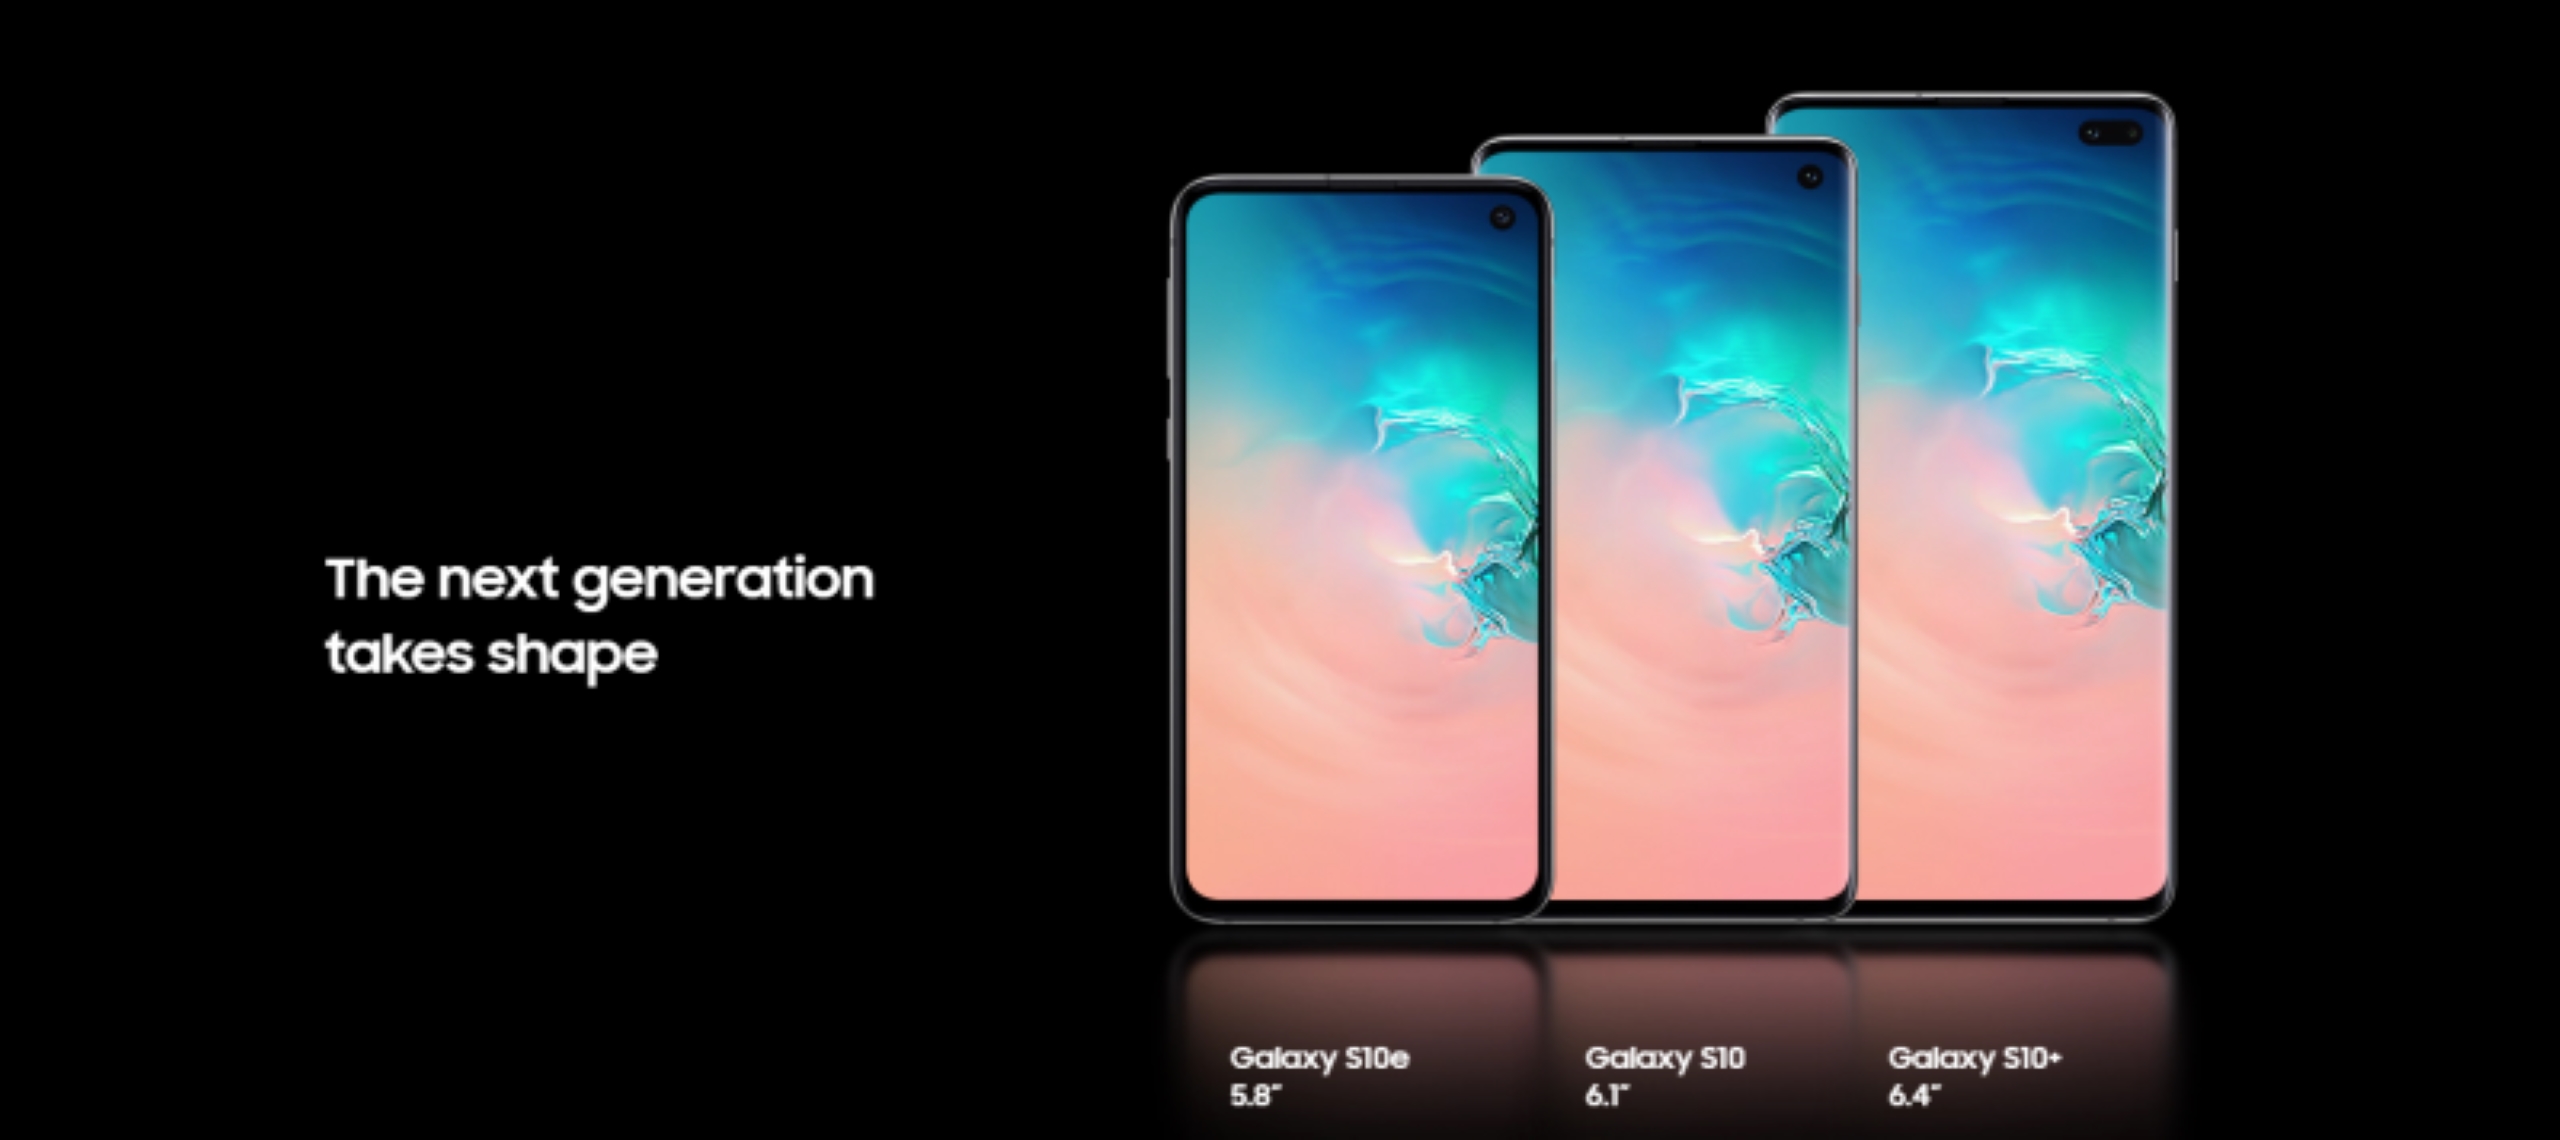 The next generation
takes shape
Galaxy S10e
5.8"
Galaxy S10
6.1"
Galaxy S10+
6.4"